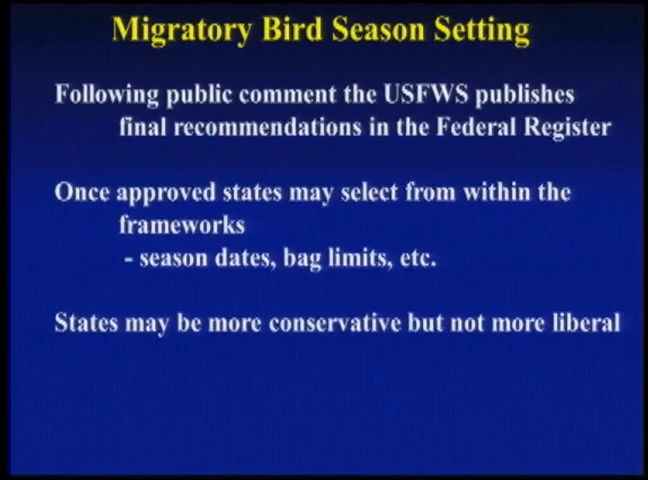 Migratory Bird Season Setting
Following public comment the USFWS publishes
final recommendations in the Federal Register
Once approved states may select from within the
frameworks
- season dates, bag limits, etc.
States may be more conservative but not more liberal